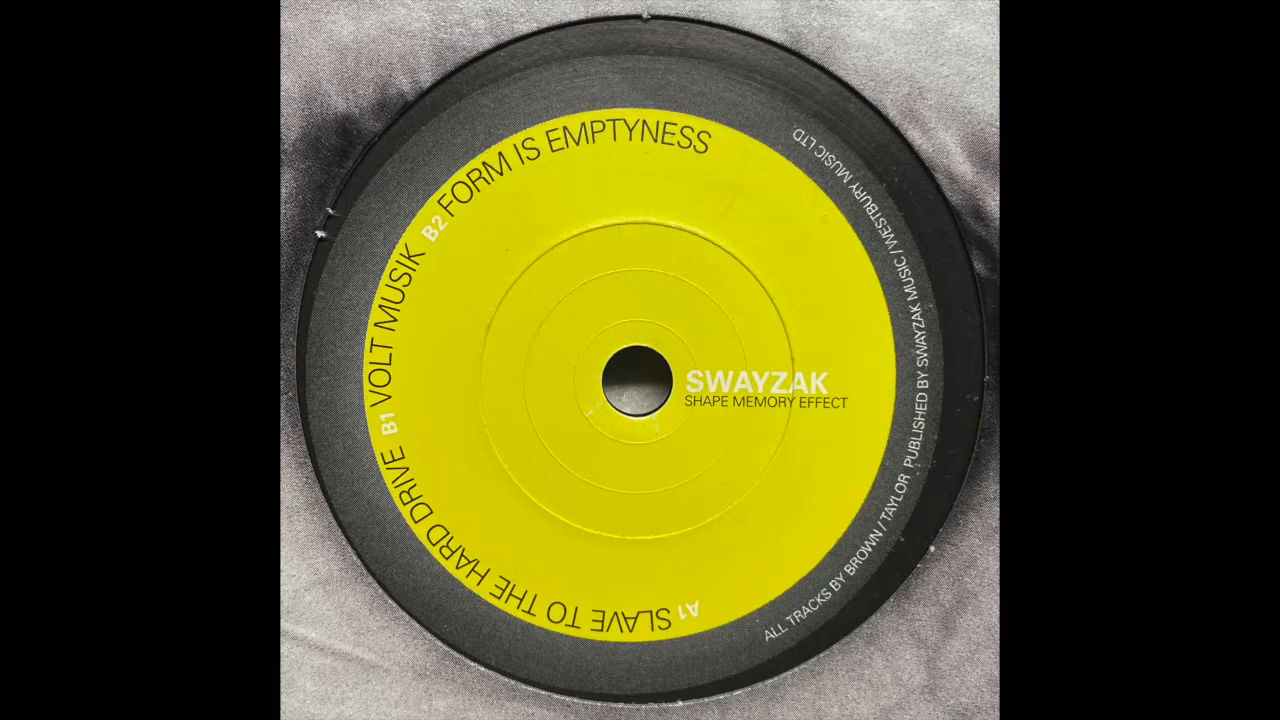 A1 SLAVE TO THE HARD DRIVE B1 VOLT MUSIK B2 FORM IS EMPTYNESS
SWAYZAK
SHAPE MEMORY EFFECT
ALL TRACKS BY BROWN / TAYLOR PUBLISHED BY SWAYZAK MUSIC / WESTBURY MUSIC LTD